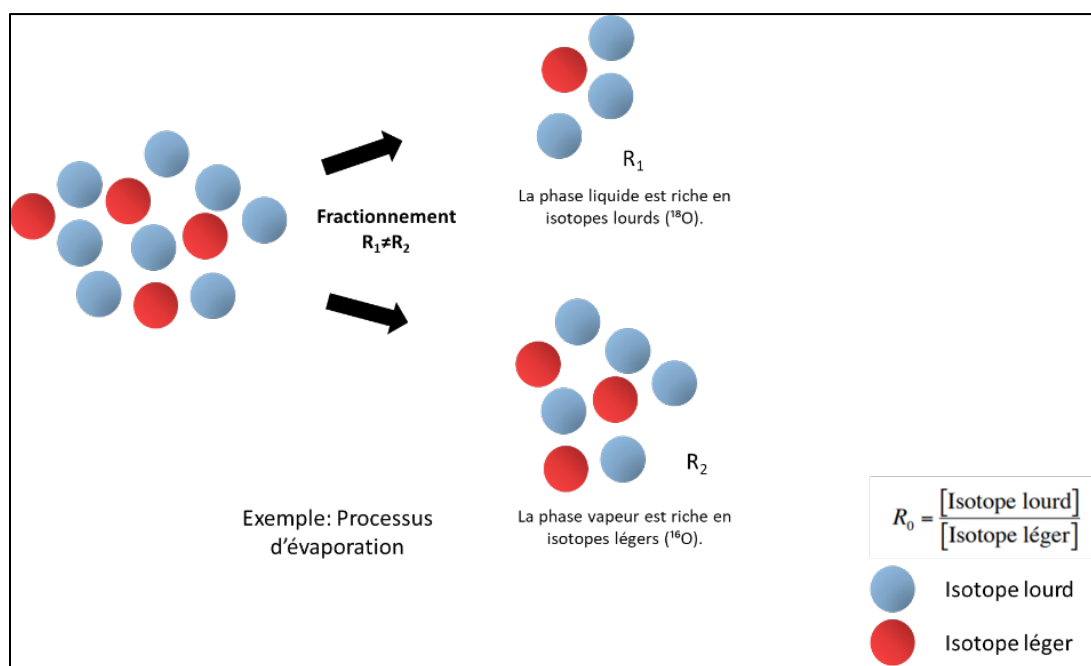 R₁
La phase liquide est riche en
isotopes lourds (¹⁸O).
Fractionnement
R₁≠R₂
R₂
La phase vapeur est riche en
isotopes légers (¹⁶O).
Exemple: Processus
d'évaporation
R₀ = [Isotope lourd]
[Isotope léger]
Isotope lourd
Isotope léger